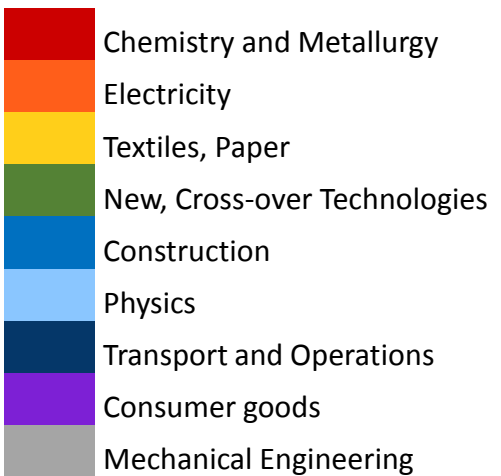 Chemistry and Metallurgy
Electricity
Textiles, Paper
New, Cross-over Technologies
Construction
Physics
Transport and Operations
Consumer goods
Mechanical Engineering